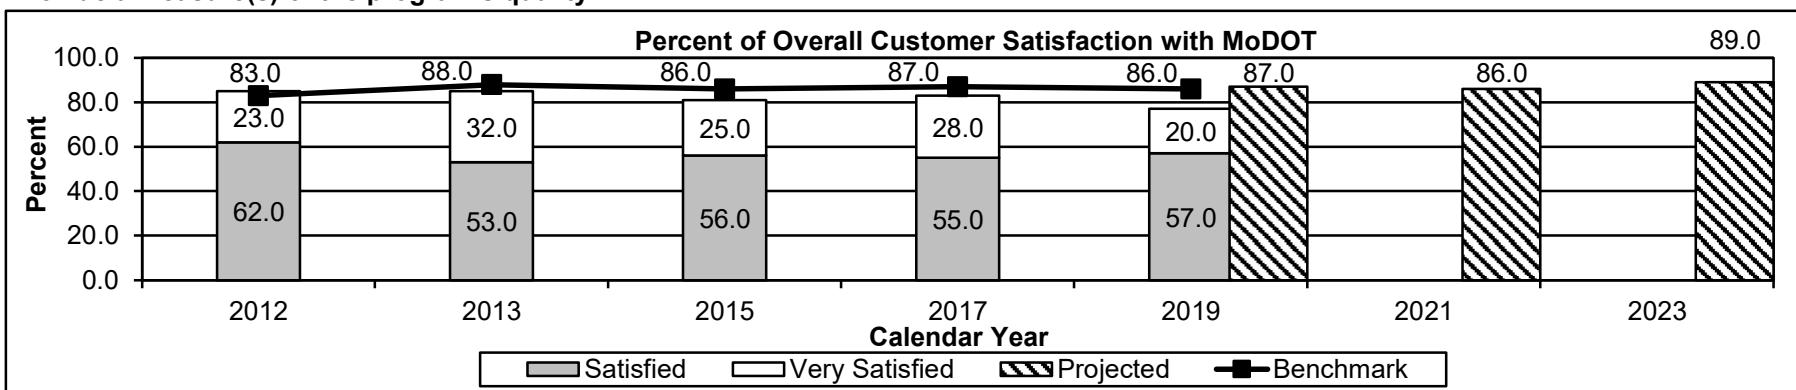 Percent of Overall Customer Satisfaction with MoDOT
89.0
100.0
83.0 88.0 86.0 87.0 86.0 87.0 86.0
80.0
23.0 32.0 25.0 28.0 20.0
60.0
Percent
40.0
62.0 53.0 56.0 55.0 57.0
20.0
0.0
2012 2013 2015 2017 2019 2021 2023
Calendar Year
Satisfied Very Satisfied Projected Benchmark